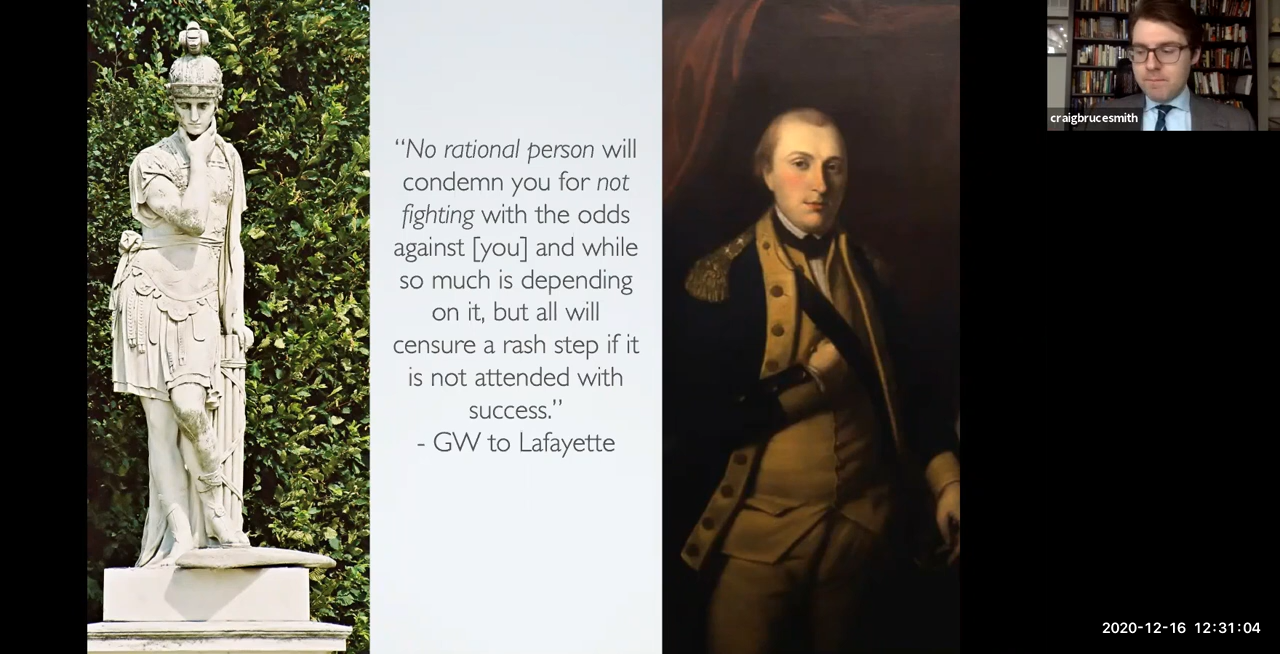 “No rational person will
condemn you for not
fighting with the odds
against [you] and while
so much is depending
on it, but all will
censure a rash step if it
is not attended with
success.”
- GW to Lafayette
craigbrucesmith
2020-12-16 12:31:04